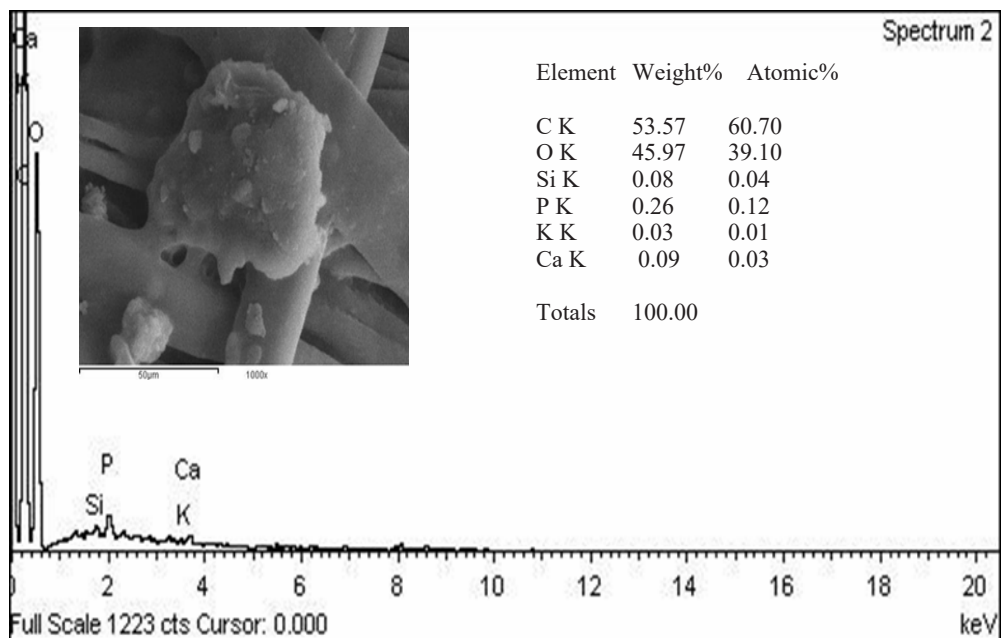 Spectrum 2
Element Weight% Atomic%
C K 53.57 60.70
O K 45.97 39.10
Si K 0.08 0.04
P K 0.26 0.12
K K 0.03 0.01
Ca K 0.09 0.03
Totals 100.00
50µm 1000x
Ca
K
O
C
P Ca
Si K
0 2 4 6 8 10 12 14 16 18 20
Full Scale 1223 cts Cursor: 0.000 keV